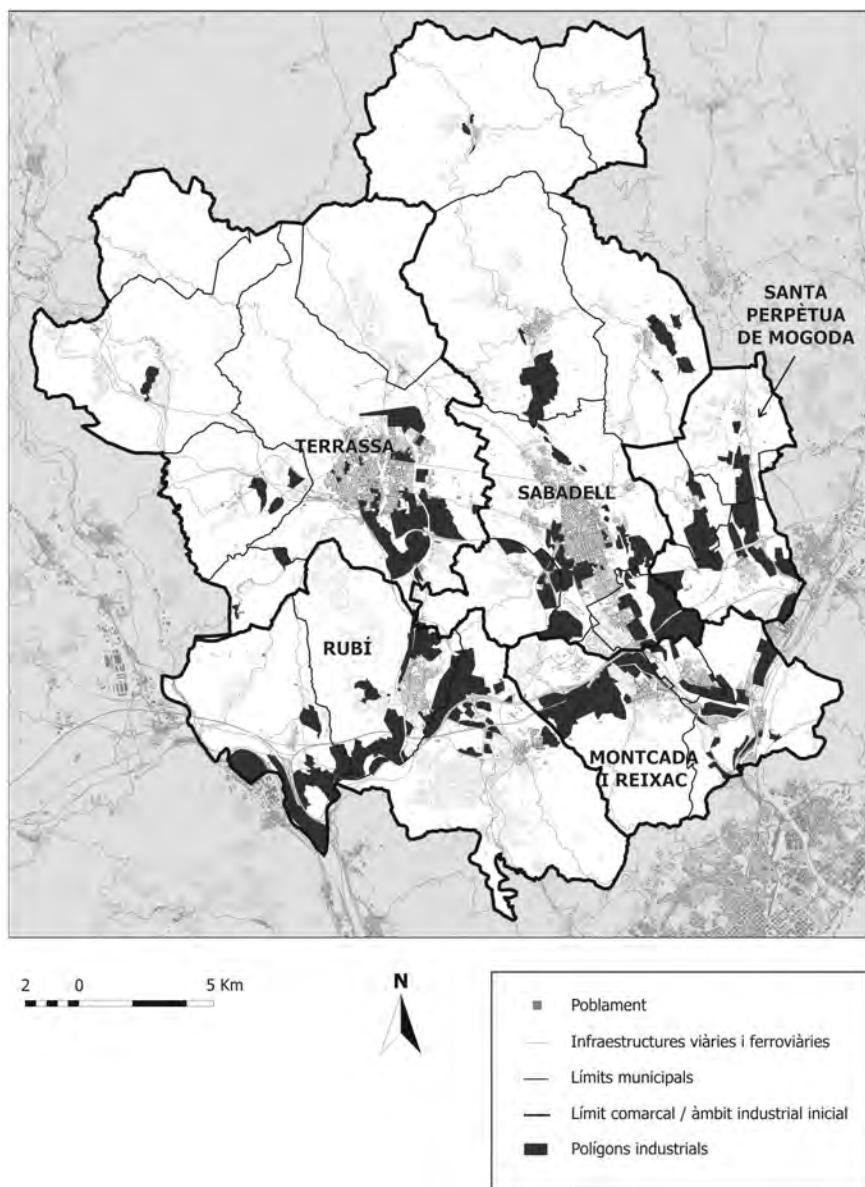 SANTA
PERPÈTUA
DE MOGODA
TERRASSA
SABADELL
RUBÍ
MONTCADA
I REIXAC
2 0 5 Km
N
Poblament
Infraestructures viàries i ferroviàries
Límits municipals
Límit comarcal / àmbit industrial inicial
Polígons industrials